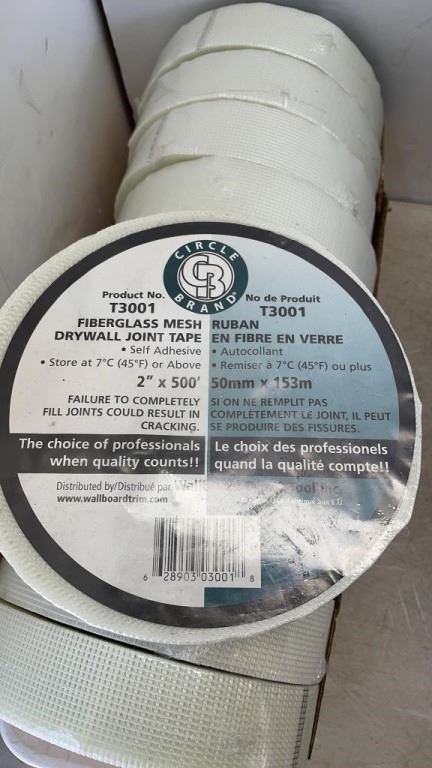 CIRCLE
CB
BRAND
Product No.
T3001
FIBERGLASS MESH
DRYWALL JOINT TAPE
• Self Adhesive
• Store at 7°C (45°F) or Above
2" x 500'
FAILURE TO COMPLETELY
FILL JOINTS COULD RESULT IN
CRACKING.
The choice of professionals
when quality counts!!
No de Produit
T3001
RUBAN
EN FIBRE EN VERRE
• Autocollant
• Remiser à 7°C (45°F) ou plus
50mm x 153m
SI ON NE REMPLIT PAS
COMPLÈTEMENT LE JOINT, IL PEUT
SE PRODUIRE DES FISSURES.
Le choix des professionals
quand la qualité compte!!
Distributed by/Distribué par Tool Inc.
www.wallboardtrim.com aux E.U.
6 28903 03001 8